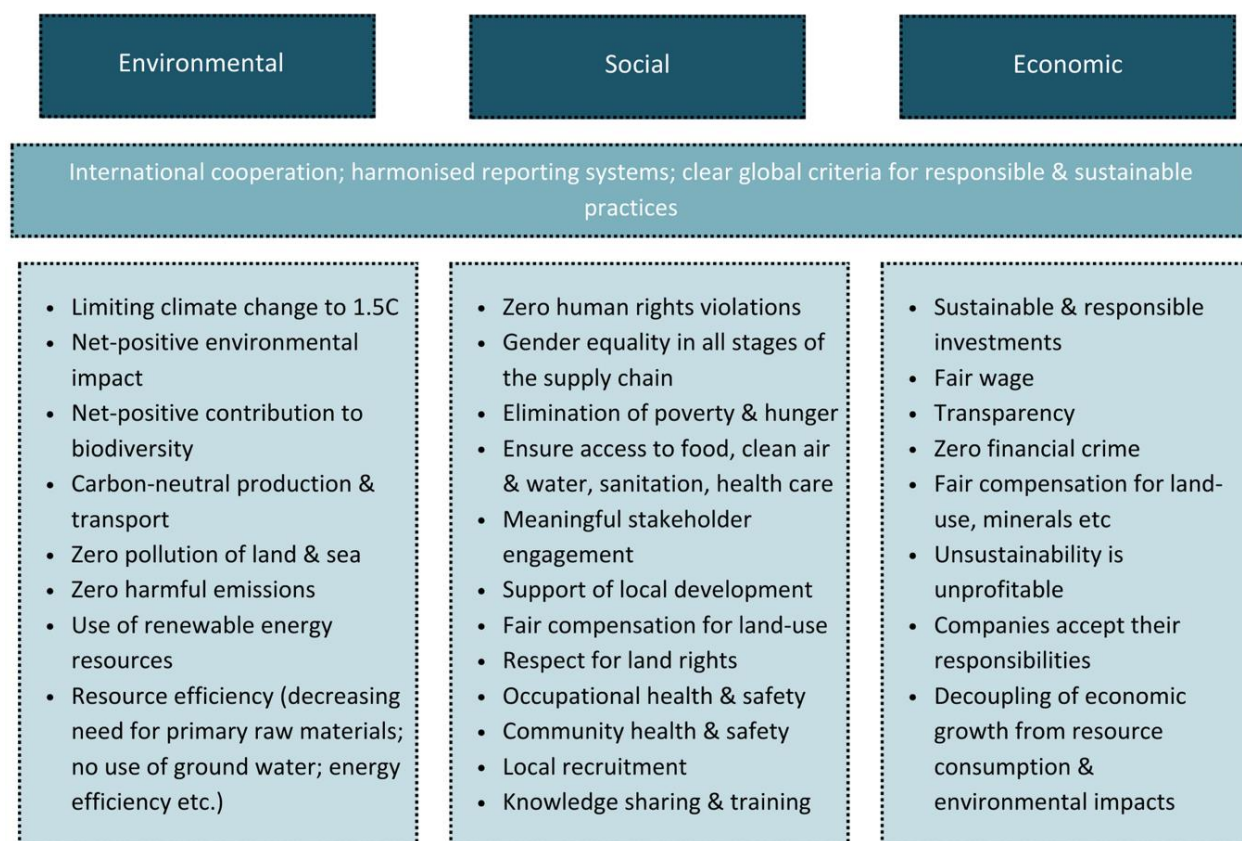 Environmental
Social
Economic
International cooperation; harmonised reporting systems; clear global criteria for responsible & sustainable
practices
• Limiting climate change to 1.5C
• Net-positive environmental
impact
• Net-positive contribution to
biodiversity
• Carbon-neutral production &
transport
• Zero pollution of land & sea
• Zero harmful emissions
• Use of renewable energy
resources
• Resource efficiency (decreasing
need for primary raw materials;
no use of ground water; energy
efficiency etc.)
• Zero human rights violations
• Gender equality in all stages of
the supply chain
• Elimination of poverty & hunger
• Ensure access to food, clean air
& water, sanitation, health care
• Meaningful stakeholder
engagement
• Support of local development
• Fair compensation for land-use
• Respect for land rights
• Occupational health & safety
• Community health & safety
• Local recruitment
• Knowledge sharing & training
• Sustainable & responsible
investments
• Fair wage
• Transparency
• Zero financial crime
• Fair compensation for land-
use, minerals etc
• Unsustainability is
unprofitable
• Companies accept their
responsibilities
• Decoupling of economic
growth from resource
consumption &
environmental impacts